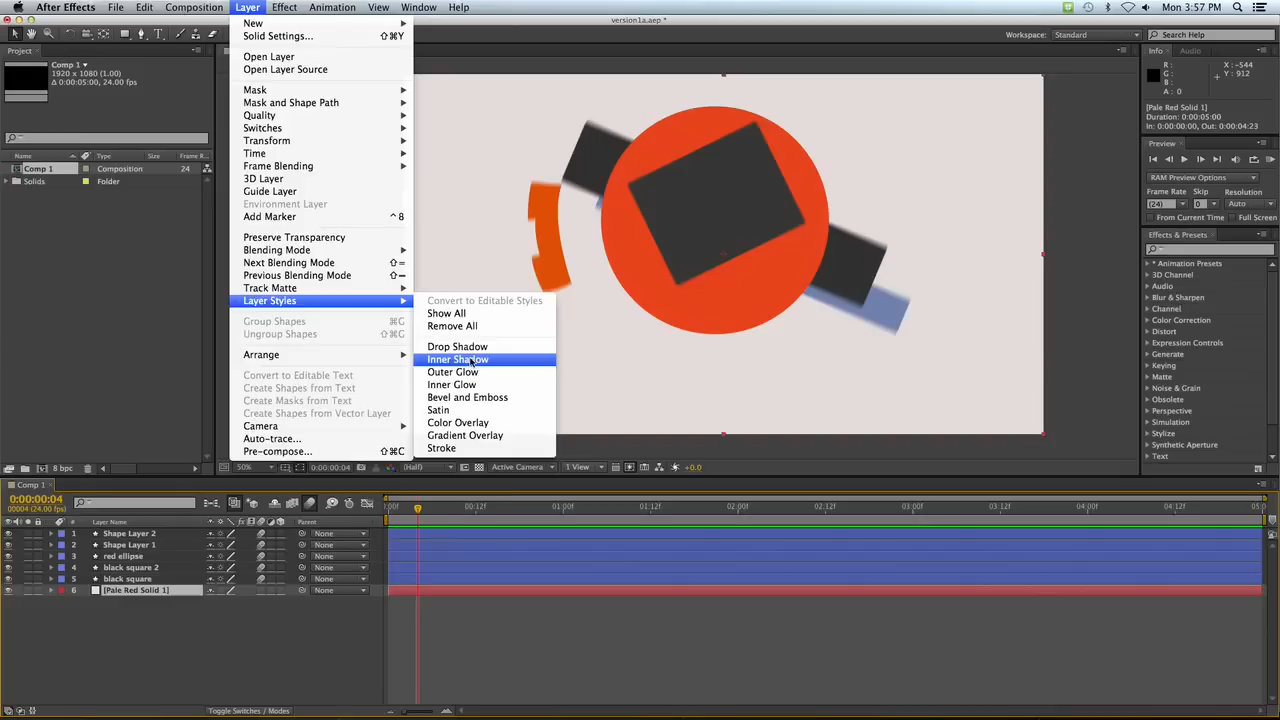 After Effects File Edit Composition Layer Effect Animation View Window Help Mon 3:57 PM
version1a.aep *
Workspace: Standard Search Help
Project
Comp 1
1920 x 1080 (1.00)
Δ 0:00:05:00, 24.00 fps
Name Type Size Frame R...
Comp 1 Composition 24
Solids Folder
8 bpc
New
Solid Settings... ⇧⌘Y
Open Layer
Open Layer Source
Mask
Mask and Shape Path
Quality
Switches
Transform
Time
Frame Blending
3D Layer
Guide Layer
Environment Layer
Add Marker ^8
Preserve Transparency
Blending Mode
Next Blending Mode ⇧=
Previous Blending Mode ⇧−
Track Matte
Layer Styles
Group Shapes ⌘G
Ungroup Shapes ⇧⌘G
Arrange
Convert to Editable Text
Create Shapes from Text
Create Masks from Text
Create Shapes from Vector Layer
Camera
Auto-trace...
Pre-compose... ⇧⌘C
Convert to Editable Styles
Show All
Remove All
Drop Shadow
Inner Shadow
Outer Glow
Inner Glow
Bevel and Emboss
Satin
Color Overlay
Gradient Overlay
Stroke
50% 0:00:00:04 (Half) Active Camera 1 View +0.0
Info Audio
R : X : -544
G : Y : 912
B :
A : 0
[Pale Red Solid 1]
Duration: 0:00:05:00
In: 0:00:00:00, Out: 0:00:04:23
Preview
RAM Preview Options
Frame Rate Skip Resolution
(24) 0 Auto
From Current Time Full Screen
Effects & Presets
* Animation Presets
3D Channel
Audio
Blur & Sharpen
Channel
Color Correction
Distort
Expression Controls
Generate
Keying
Matte
Noise & Grain
Obsolete
Perspective
Simulation
Stylize
Synthetic Aperture
Text
Comp 1
0:00:00:04
00004 (24.00 fps)
# Layer Name Parent
1 Shape Layer 2 None
2 Shape Layer 1 None
3 red ellipse None
4 black square 2 None
5 black square None
6 [Pale Red Solid 1] None
:00f 00:12f 01:00f 01:12f 02:00f 02:12f 03:00f 03:12f 04:00f 04:12f 05:0
Toggle Switches / Modes